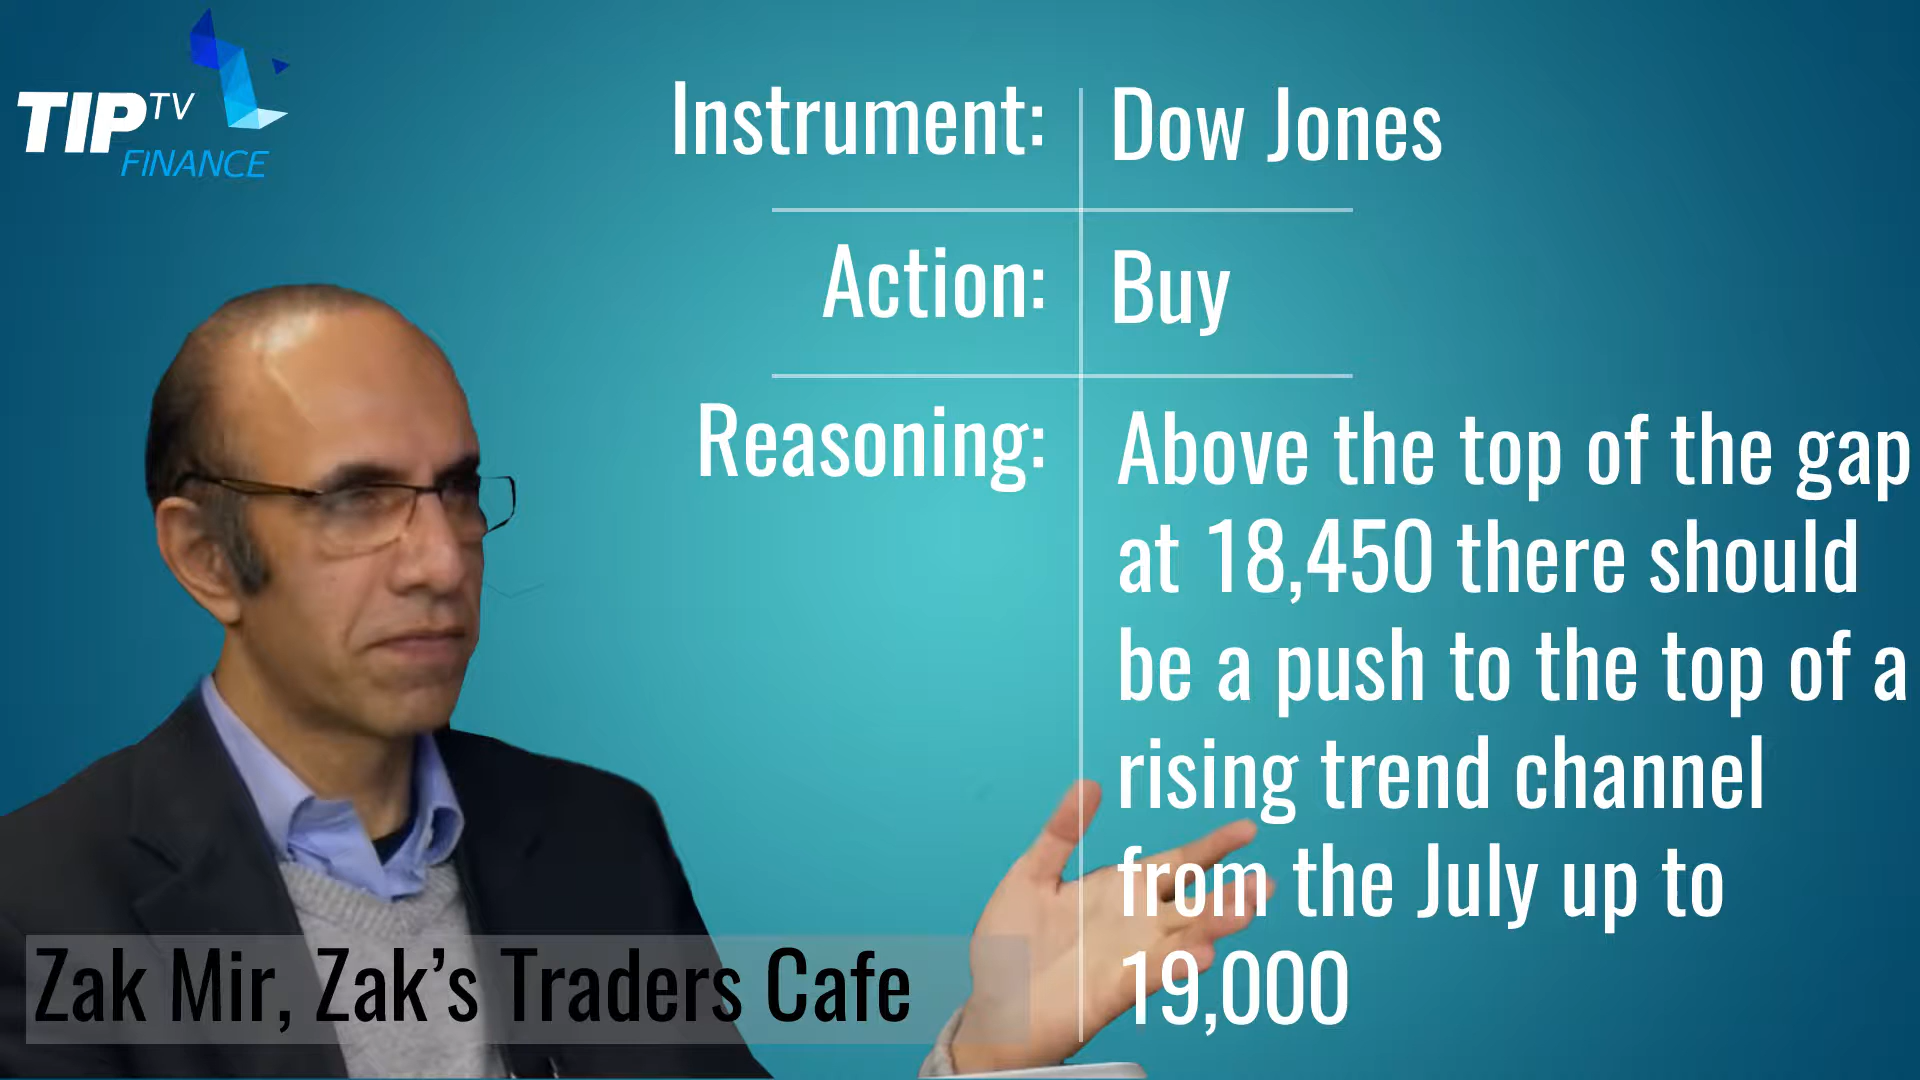 TIP TV
FINANCE
Instrument: Dow Jones
Action: Buy
Reasoning: Above the top of the gap
at 18,450 there should
be a push to the top of a
rising trend channel
from the July up to
19,000
Zak Mir, Zak’s Traders Cafe